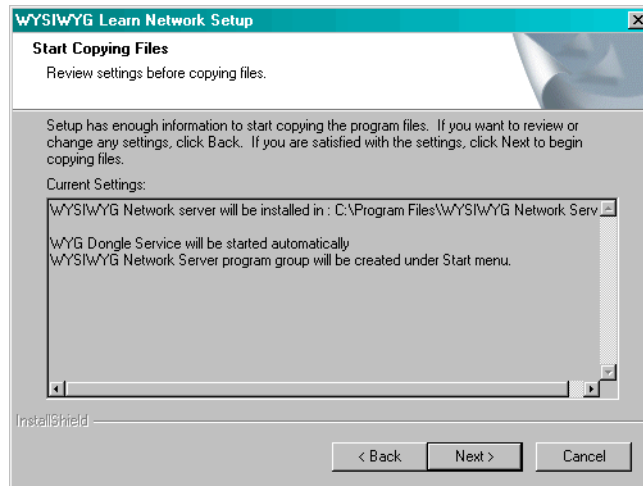 WYSIWYG Learn Network Setup
Start Copying Files
Review settings before copying files.
Setup has enough information to start copying the program files. If you want to review or
change any settings, click Back. If you are satisfied with the settings, click Next to begin
copying files.
Current Settings:
WYSIWYG Network server will be installed in : C:\Program Files\WYSIWYG Network Serv
WYG Dongle Service will be started automatically
WYSIWYG Network Server program group will be created under Start menu.
InstallShield
< Back Next > Cancel